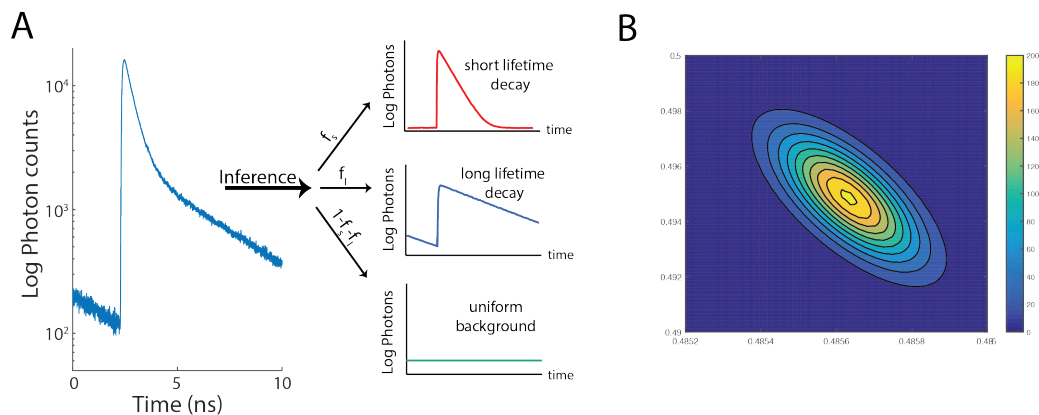 A
Log Photon counts
10^4
10^3
10^2
0
5
10
Time (ns)
Inference
f_s
f_l
1-f_s-f_l
Log Photons
short lifetime
decay
time
Log Photons
long lifetime
decay
time
Log Photons
uniform
background
time
B
0.5
0.498
0.496
0.494
0.492
0.49
0.4852
0.4854
0.4856
0.4858
0.486
200
180
160
140
120
100
80
60
40
20
0